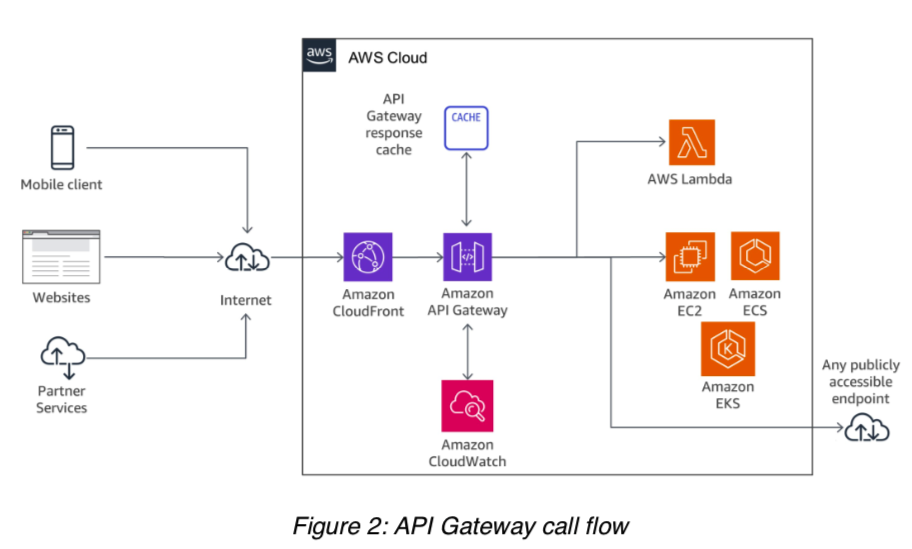 aws
AWS Cloud
API
Gateway
response
cache
CACHE
Mobile client
AWS Lambda
Websites
Internet
Amazon
CloudFront
Amazon
API Gateway
Amazon
EC2
Amazon
ECS
K
Amazon
EKS
Partner
Services
Any publicly
accessible
endpoint
Amazon
CloudWatch
Figure 2: API Gateway call flow